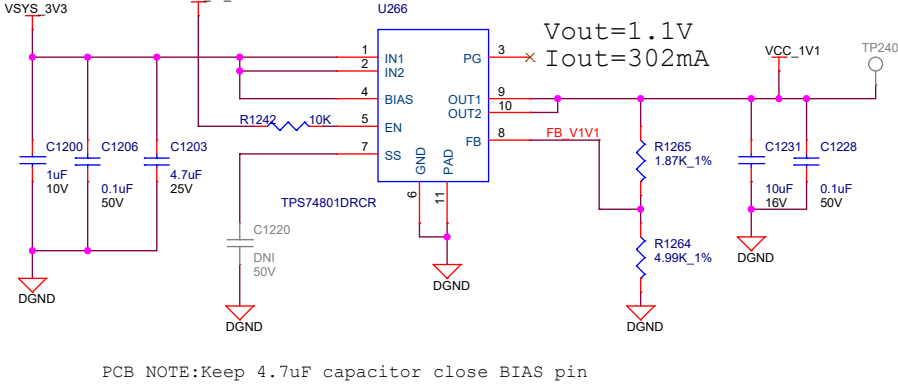 VSYS_3V3
U266
Vout=1.1V
Iout=302mA
VCC_1V1
TP240
1 IN1
2 IN2
4 BIAS
5 EN
7 SS
PG 3
OUT1 9
OUT2 10
FB 8
GND 6
PAD 11
R1242 10K
FB_V1V1
C1200
1uF
10V
C1206
0.1uF
50V
C1203
4.7uF
25V
TPS74801DRCR
C1220
DNI
50V
R1265
1.87K_1%
R1264
4.99K_1%
C1231
10uF
16V
C1228
0.1uF
50V
DGND
DGND
DGND
DGND
DGND
PCB NOTE:Keep 4.7uF capacitor close BIAS pin